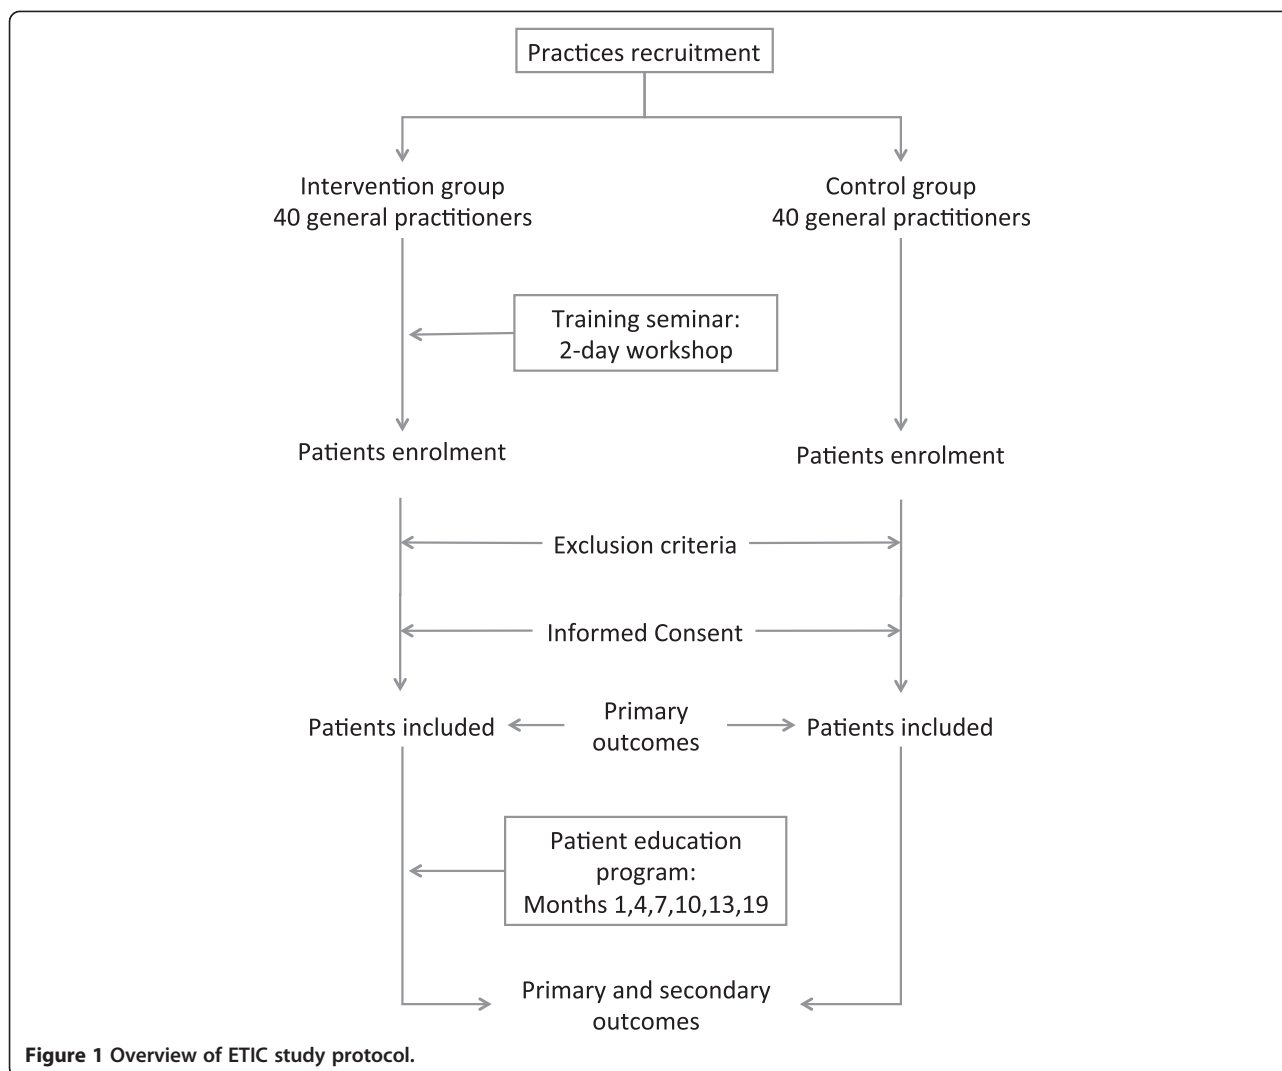 Practices recruitment
Intervention group
40 general practitioners
Control group
40 general practitioners
Training seminar:
2-day workshop
Patients enrolment
Patients enrolment
Exclusion criteria
Informed Consent
Patients included
Primary
outcomes
Patients included
Patient education
program:
Months 1,4,7,10,13,19
Primary and secondary
outcomes
Figure 1 Overview of ETIC study protocol.